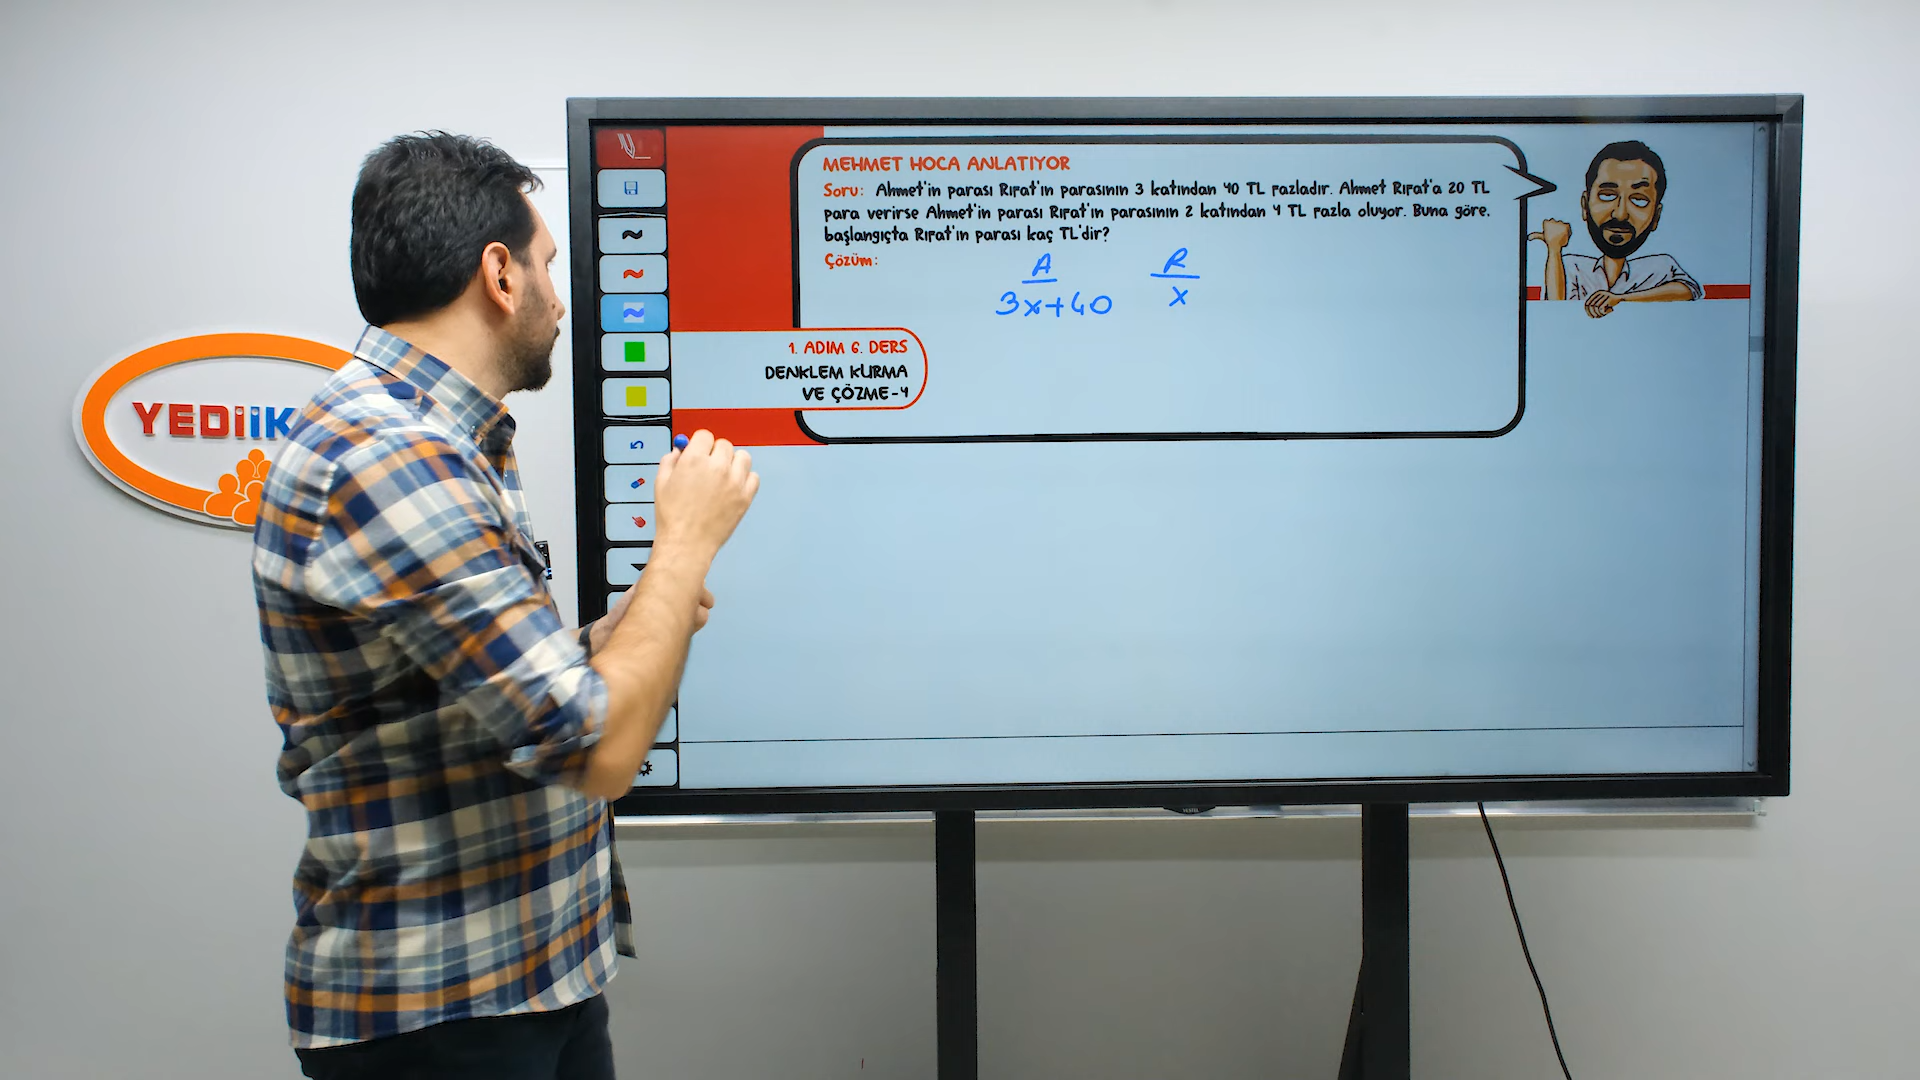 YEDİİK
MEHMET HOCA ANLATIYOR
Soru: Ahmet'in parası Rıfat'ın parasının 3 katından 40 TL fazladır. Ahmet Rıfat'a 20 TL
para verirse Ahmet'in parası Rıfat'ın parasının 2 katından 4 TL fazla oluyor. Buna göre,
başlangıçta Rıfat'ın parası kaç TL'dir?
Çözüm:
A R
3x+40 x
1. ADIM 6. DERS
DENKLEM KURMA
VE ÇÖZME-4